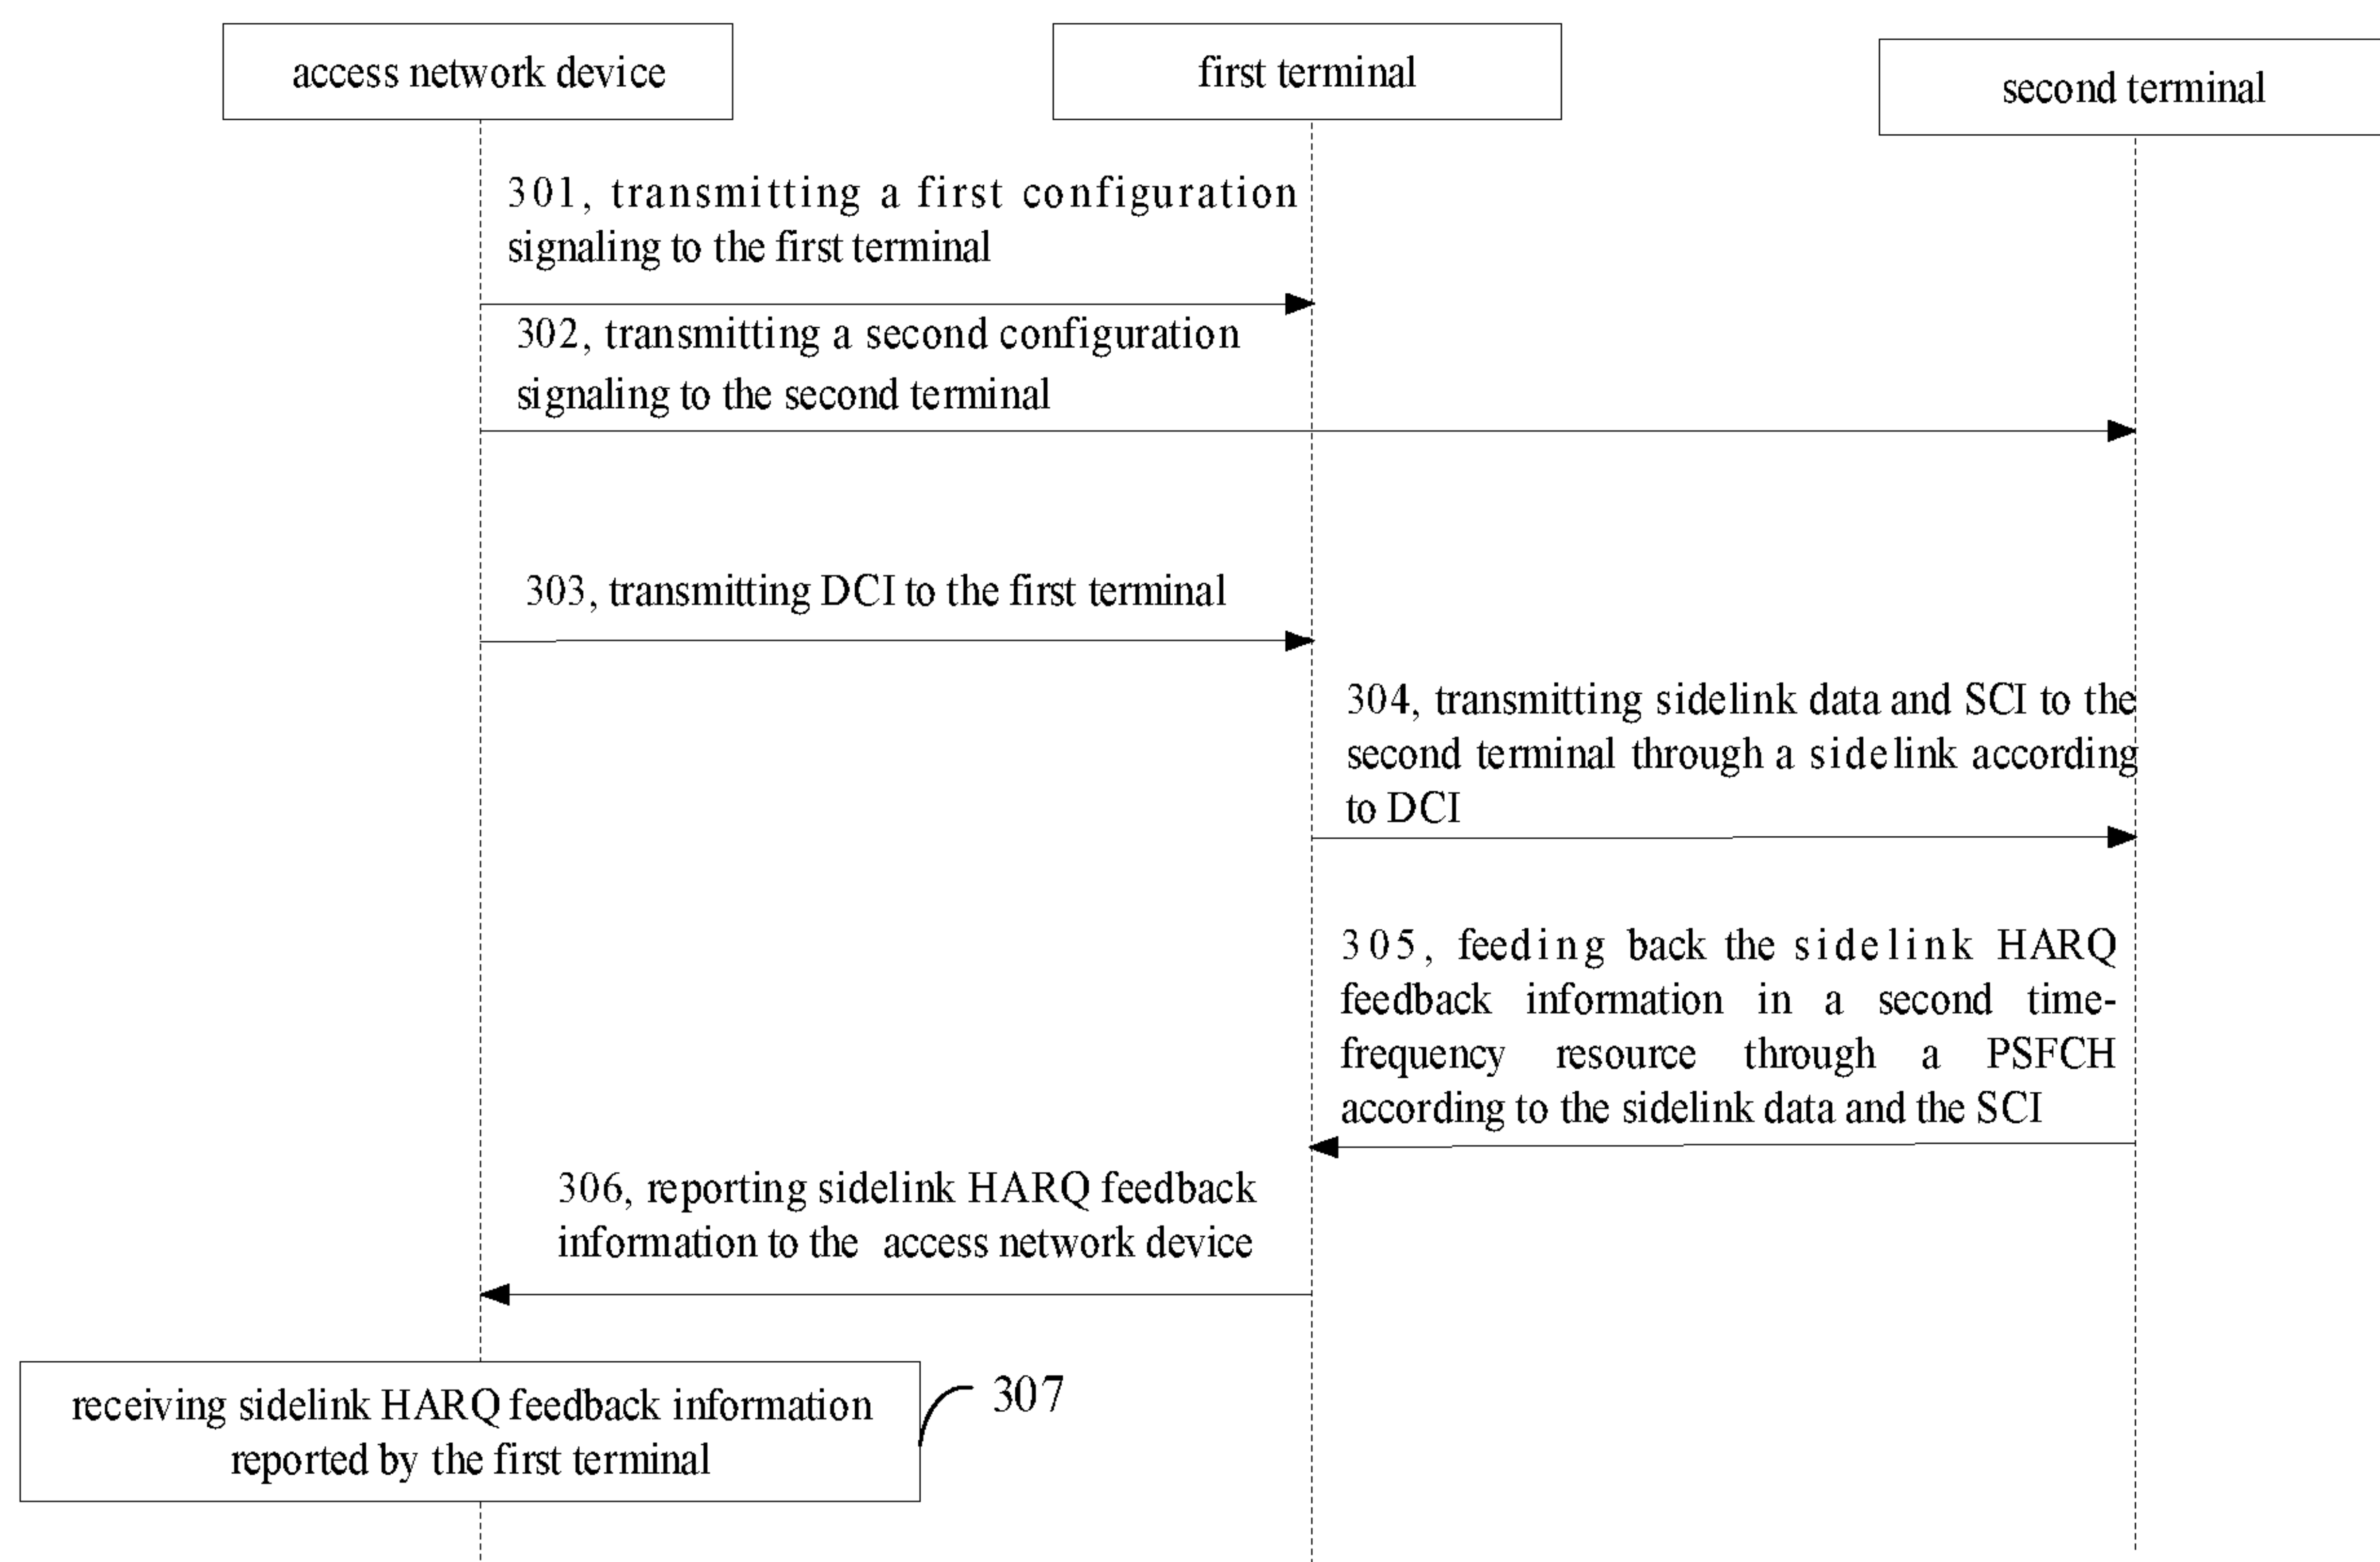 access network device
first terminal
second terminal
301, transmitting a first configuration
signaling to the first terminal
302, transmitting a second configuration
signaling to the second terminal
303, transmitting DCI to the first terminal
304, transmitting sidelink data and SCI to the
second terminal through a sidelink according
to DCI
305, feeding back the sidelink HARQ
feedback information in a second time-
frequency resource through a PSFCH
according to the sidelink data and the SCI
306, reporting sidelink HARQ feedback
information to the access network device
receiving sidelink HARQ feedback information
reported by the first terminal
307